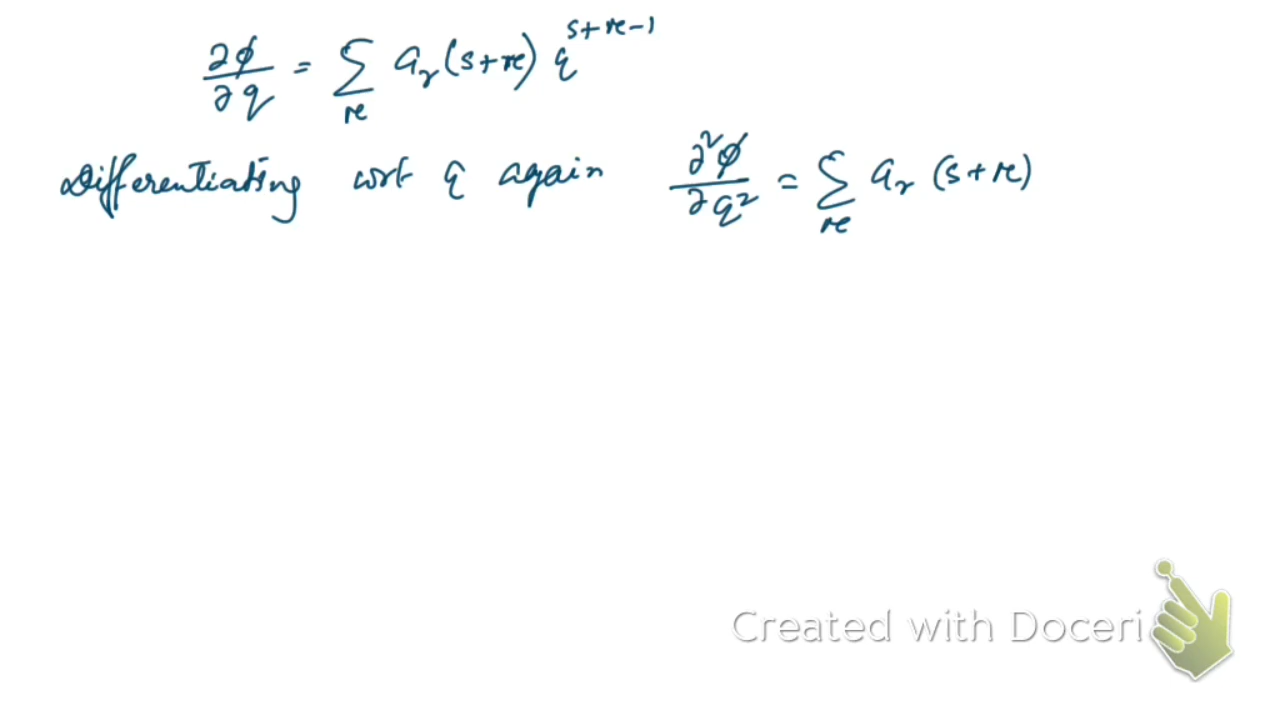 ∂φ/∂q = Σ_r a_r (s+r) q^(s+r-1)
Differentiating wrt q again ∂²φ/∂q² = Σ_r a_r (s+r)
Created with Doceri